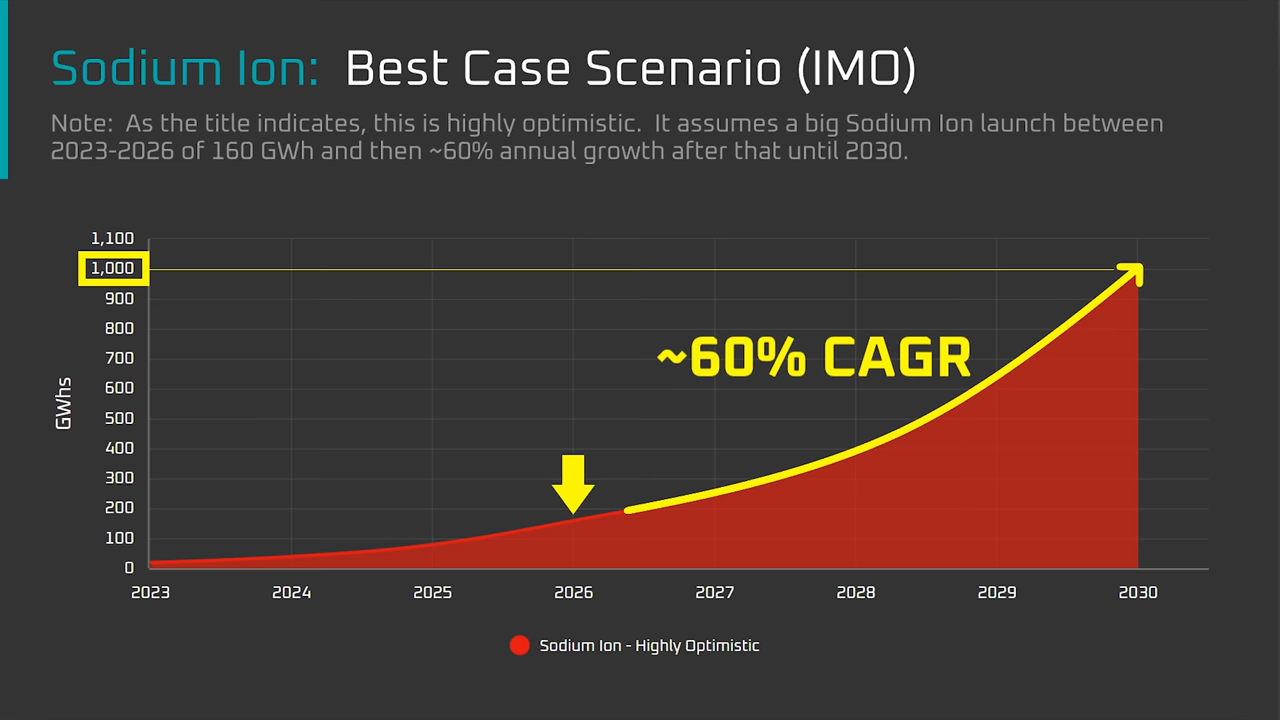 Sodium Ion: Best Case Scenario (IMO)
Note: As the title indicates, this is highly optimistic. It assumes a big Sodium Ion launch between
2023-2026 of 160 GWh and then ~60% annual growth after that until 2030.
1,100
1,000
900
800
700
600
500
400
300
200
100
0
GWhs
~60% CAGR
2023 2024 2025 2026 2027 2028 2029 2030
Sodium Ion - Highly Optimistic